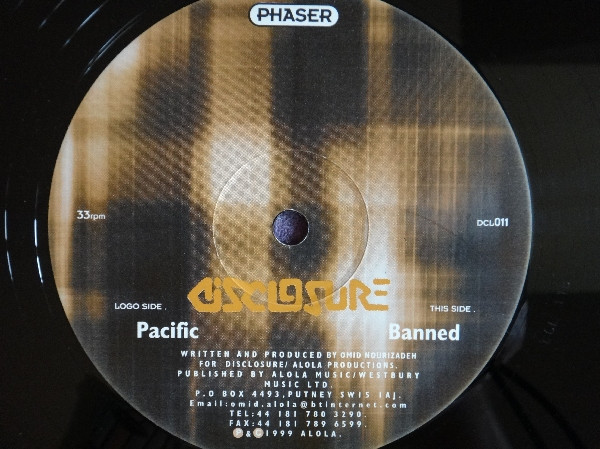 PHASER
33rpm
DCL011
DISCLOSURE
LOGO SIDE . THIS SIDE .
Pacific Banned
WRITTEN AND PRODUCED BY OMID NOURIZADEH
FOR DISCLOSURE/ ALOLA PRODUCTIONS.
PUBLISHED BY ALOLA MUSIC/WESTBURY
MUSIC LTD.
P.O BOX 4493,PUTNEY SW15 1AJ.
Email:omid.alola@btinternet.com
TEL:44 181 780 3290.
FAX:44 181 789 6599.
P & C 1999 ALOLA.